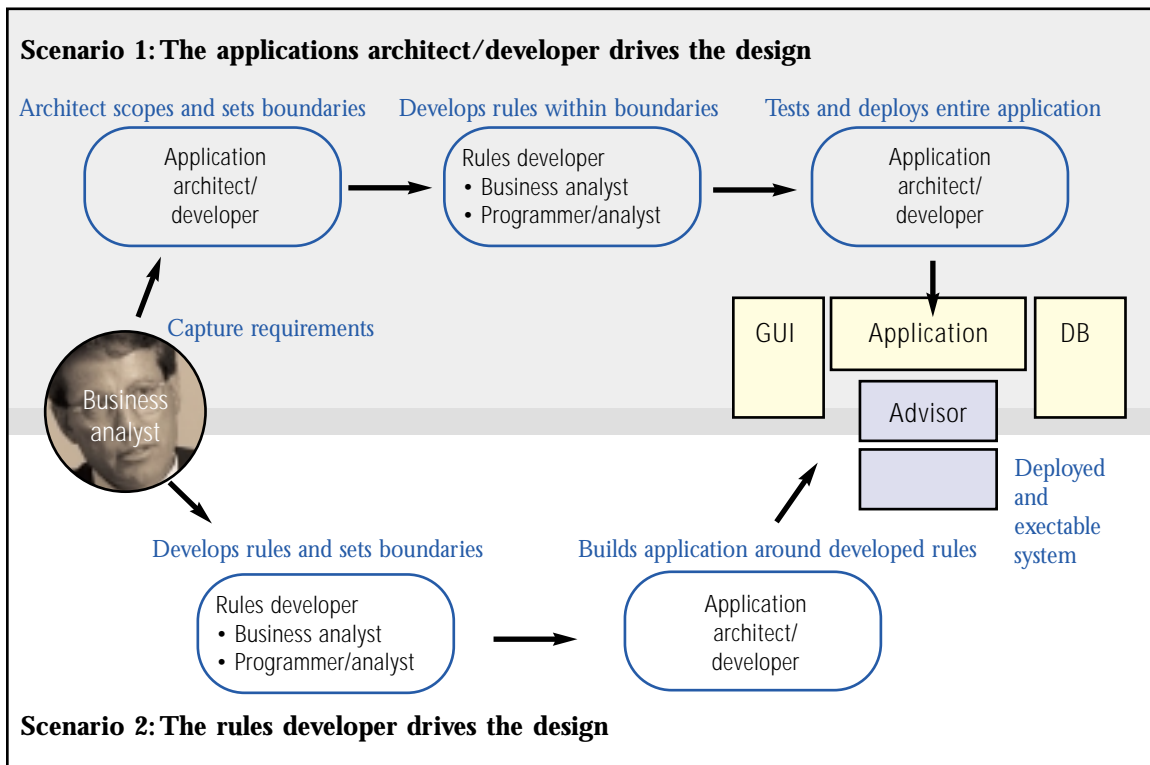 Scenario 1: The applications architect/developer drives the design
Architect scopes and sets boundaries
Develops rules within boundaries
Tests and deploys entire application
Application
architect/
developer
Rules developer
• Business analyst
• Programmer/analyst
Application
architect/
developer
Capture requirements
GUI
Application
DB
Business
analyst
Advisor
Deployed
and
exectable
system
Develops rules and sets boundaries
Builds application around developed rules
Rules developer
• Business analyst
• Programmer/analyst
Application
architect/
developer
Scenario 2: The rules developer drives the design